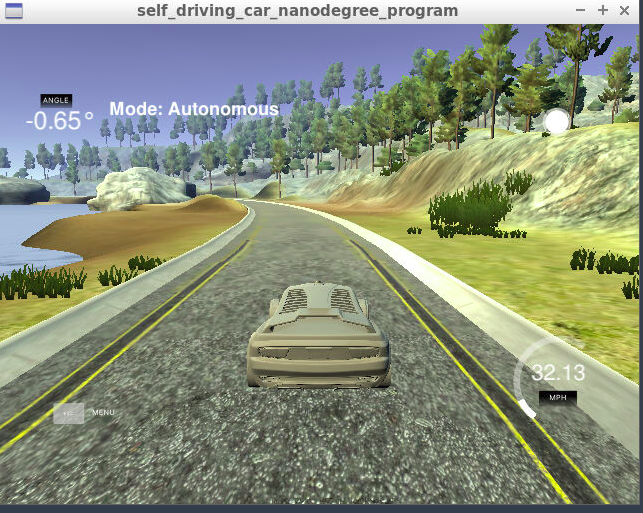 self_driving_car_nanodegree_program
ANGLE
-0.65°
Mode: Autonomous
32.13
MPH
MENU